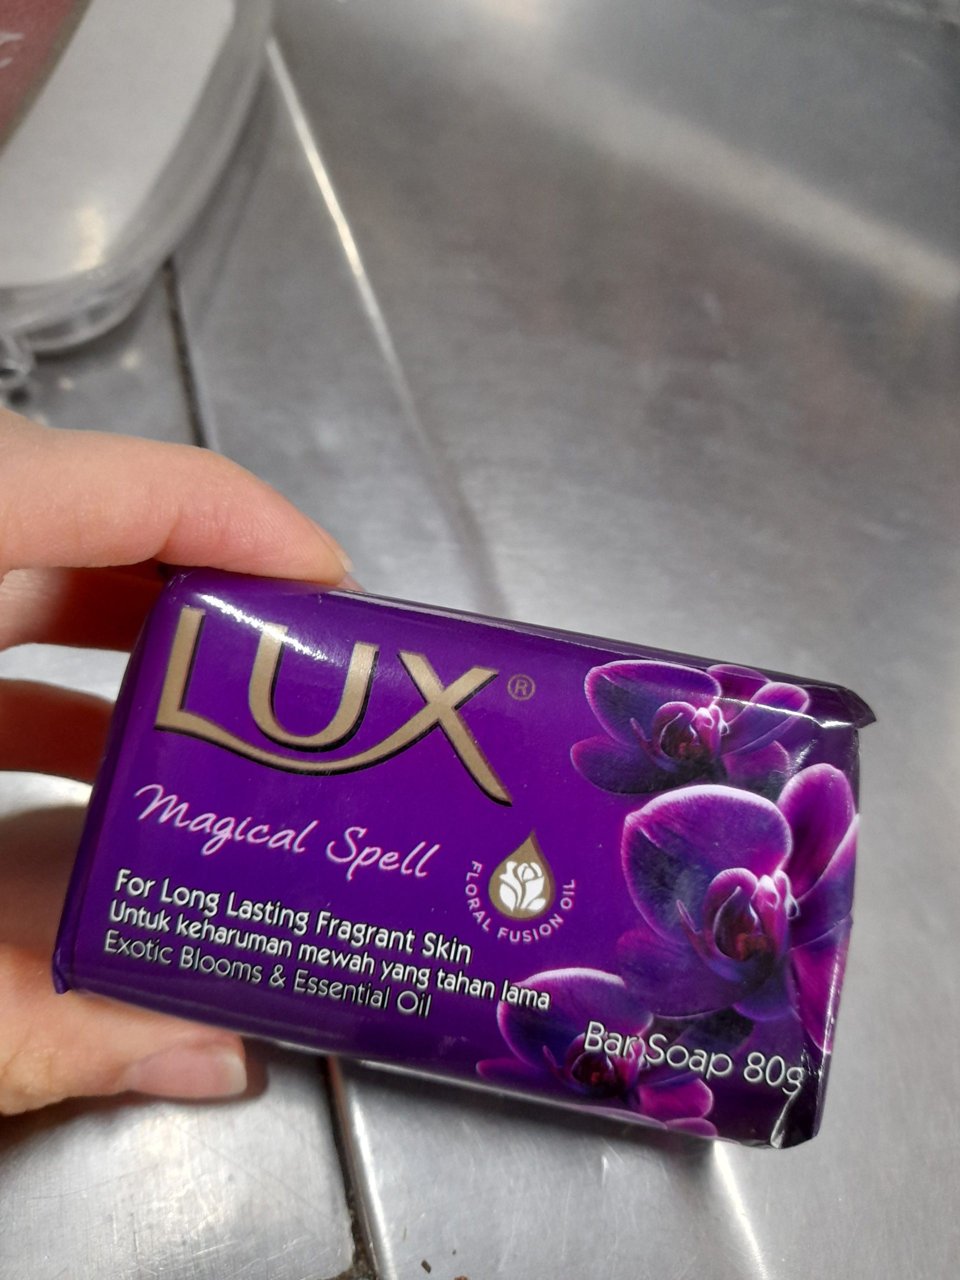 LUX®
Magical Spell
FLORAL FUSION OIL
For Long Lasting Fragrant Skin
Untuk keharuman mewah yang tahan lama
Exotic Blooms & Essential Oil
Bar Soap 80g